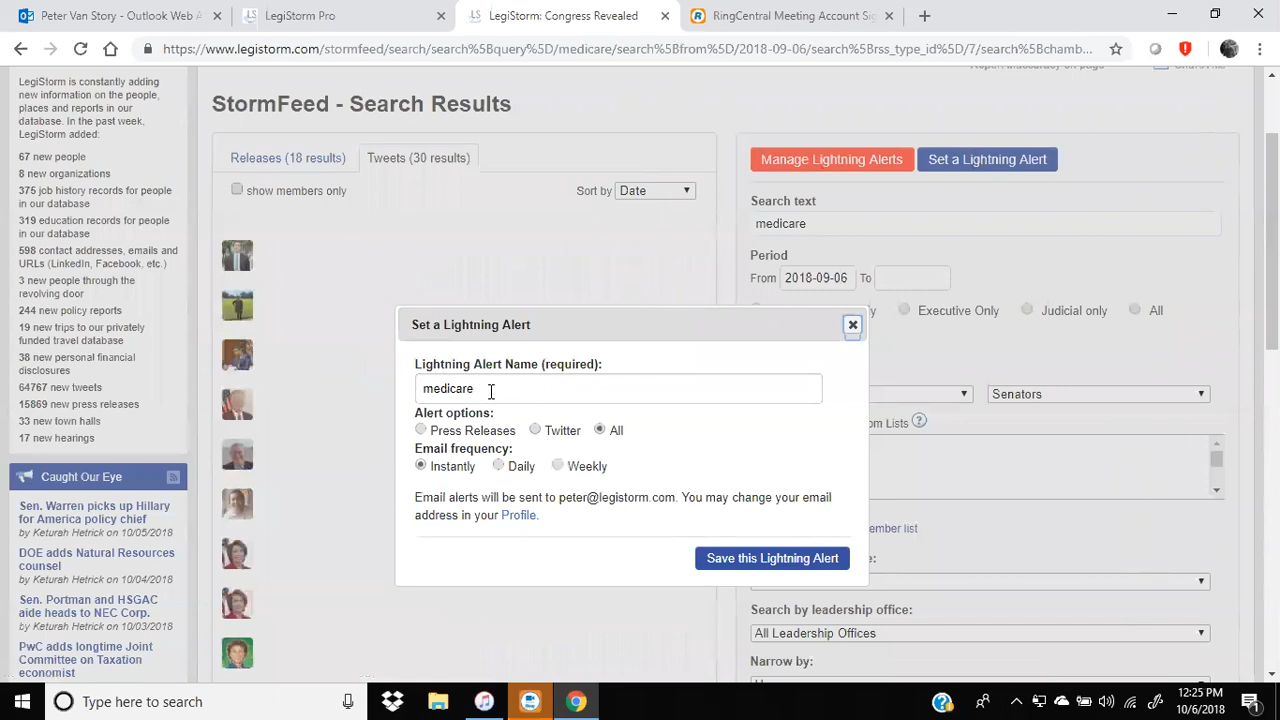 Peter Van Story - Outlook Web A
LegiStorm Pro
LegiStorm: Congress Revealed
RingCentral Meeting Account Si
https://www.legistorm.com/stormfeed/search/search%5Bquery%5D/medicare/search%5Bfrom%5D/2018-09-06/search%5Brss_type_id%5D/7/search%5Bchamb...
LegiStorm is constantly adding
new information on the people,
places and reports in our
database. In the past week,
LegiStorm added:
67 new people
8 new organizations
375 job history records for people
in our database
319 education records for people
in our database
598 contact addresses, emails and
URLs (LinkedIn, Facebook, etc.)
3 new people through the
revolving door
244 new policy reports
19 new trips to our privately
funded travel database
38 new personal financial
disclosures
64767 new tweets
15869 new press releases
33 new town halls
17 new hearings
Caught Our Eye
Sen. Warren picks up Hillary
for America policy chief
by Keturah Hetrick on 10/05/2018
DOE adds Natural Resources
counsel
by Keturah Hetrick on 10/04/2018
Sen. Portman and HSGAC
aide heads to NEC Corp.
by Keturah Hetrick on 10/03/2018
PwC adds longtime Joint
Committee on Taxation
economist
StormFeed - Search Results
Releases (18 results)
Tweets (30 results)
show members only
Sort by Date
Manage Lightning Alerts
Set a Lightning Alert
Search text
medicare
Period
From 2018-09-06 To
Executive Only
Judicial only
All
Senators
om Lists
ember list
Search by leadership office:
All Leadership Offices
Narrow by:
Set a Lightning Alert
Lightning Alert Name (required):
medicare
Alert options:
Press Releases Twitter All
Email frequency:
Instantly Daily Weekly
Email alerts will be sent to peter@legistorm.com. You may change your email
address in your Profile.
Save this Lightning Alert
Type here to search
12:25 PM
10/6/2018